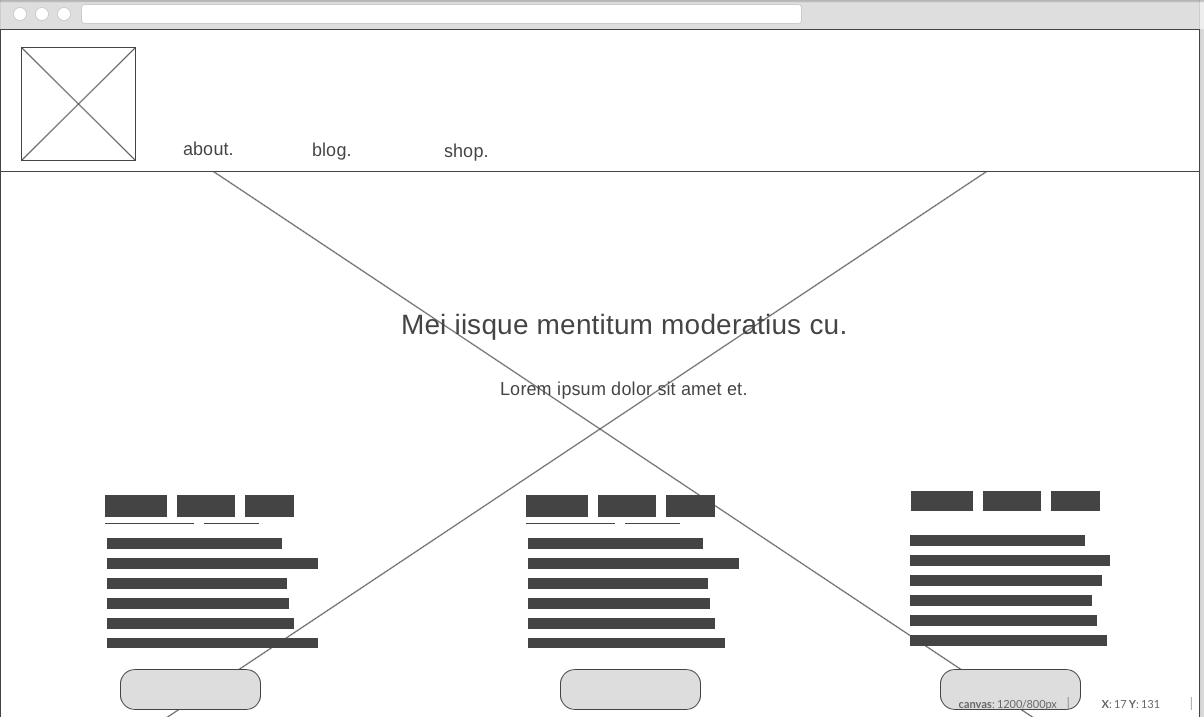 about.
blog.
shop.
Mei iisque mentitum moderatius cu.
Lorem ipsum dolor sit amet et.
canvas: 1200/800px
X: 17 Y: 131